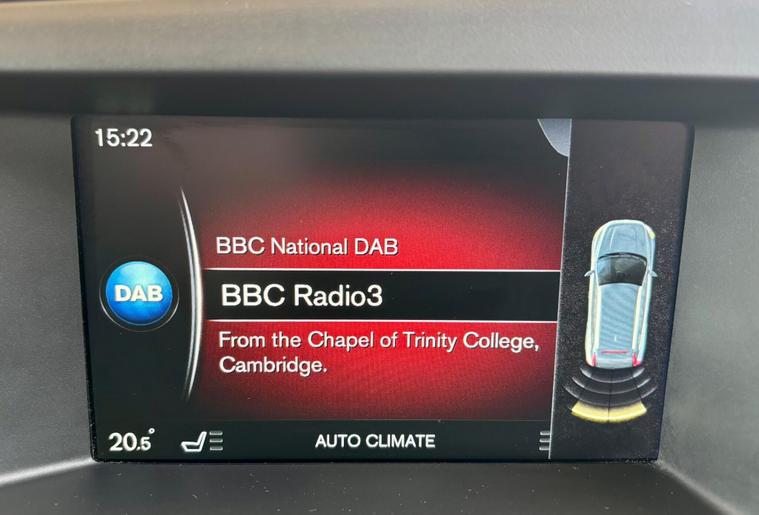 15:22
BBC National DAB
DAB
BBC Radio3
From the Chapel of Trinity College,
Cambridge.
20.5° AUTO CLIMATE